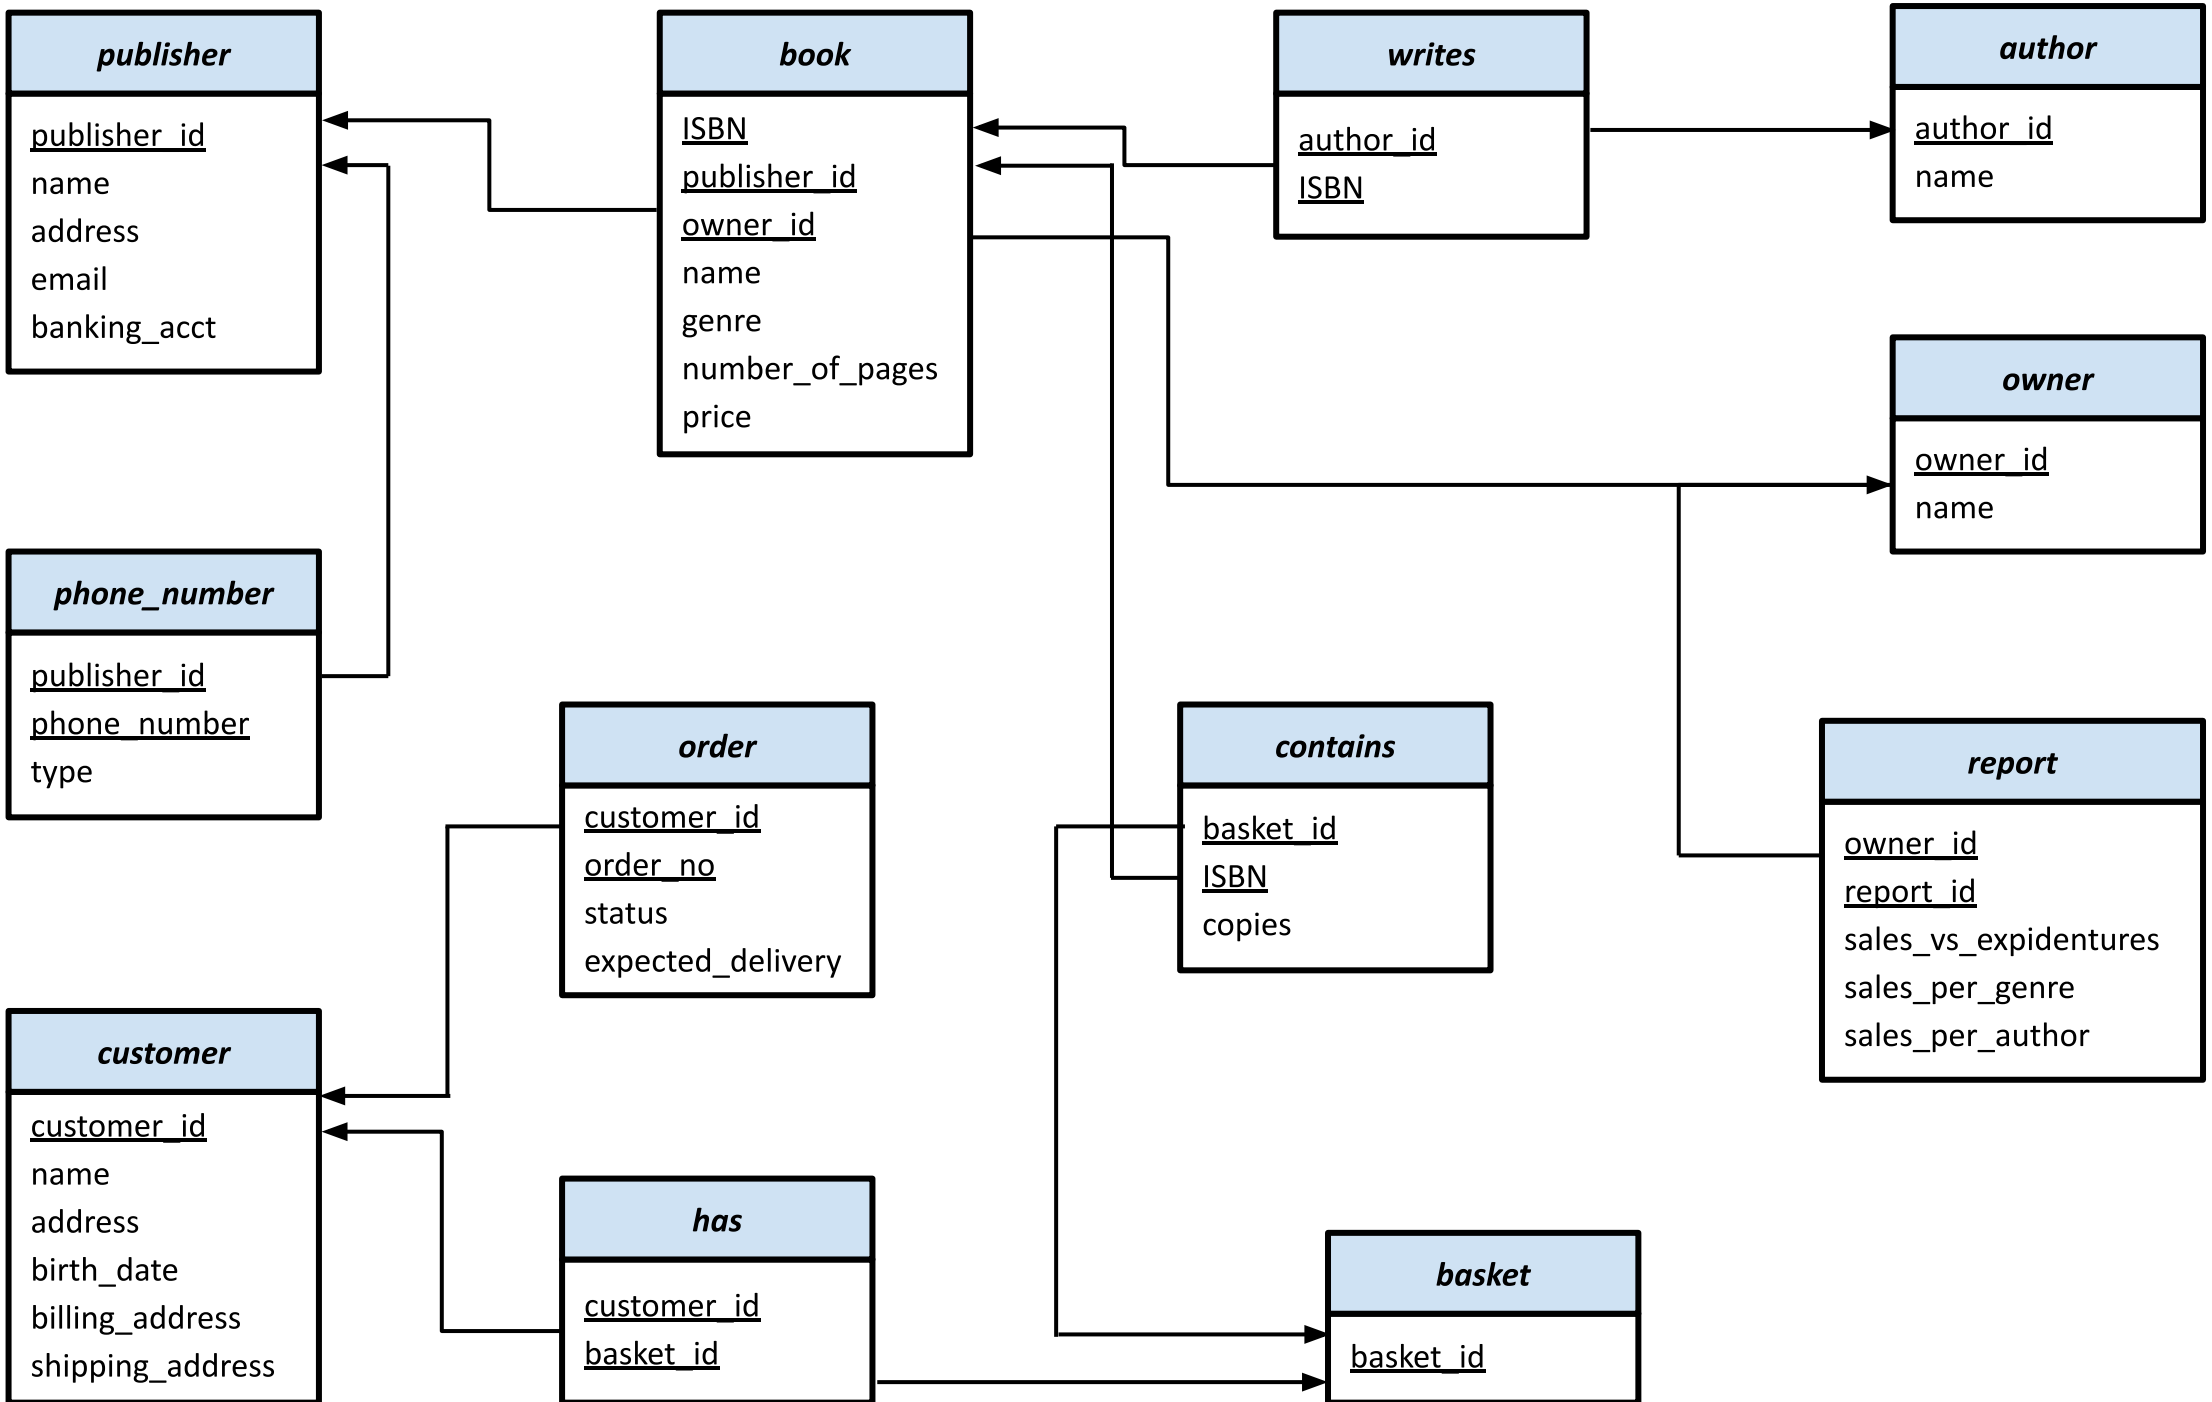 publisher
publisher_id
name
address
email
banking_acct
book
ISBN
publisher_id
owner_id
name
genre
number_of_pages
price
writes
author_id
ISBN
author
author_id
name
owner
owner_id
name
phone_number
publisher_id
phone_number
type
order
customer_id
order_no
status
expected_delivery
contains
basket_id
ISBN
copies
report
owner_id
report_id
sales_vs_expidentures
sales_per_genre
sales_per_author
customer
customer_id
name
address
birth_date
billing_address
shipping_address
has
customer_id
basket_id
basket
basket_id